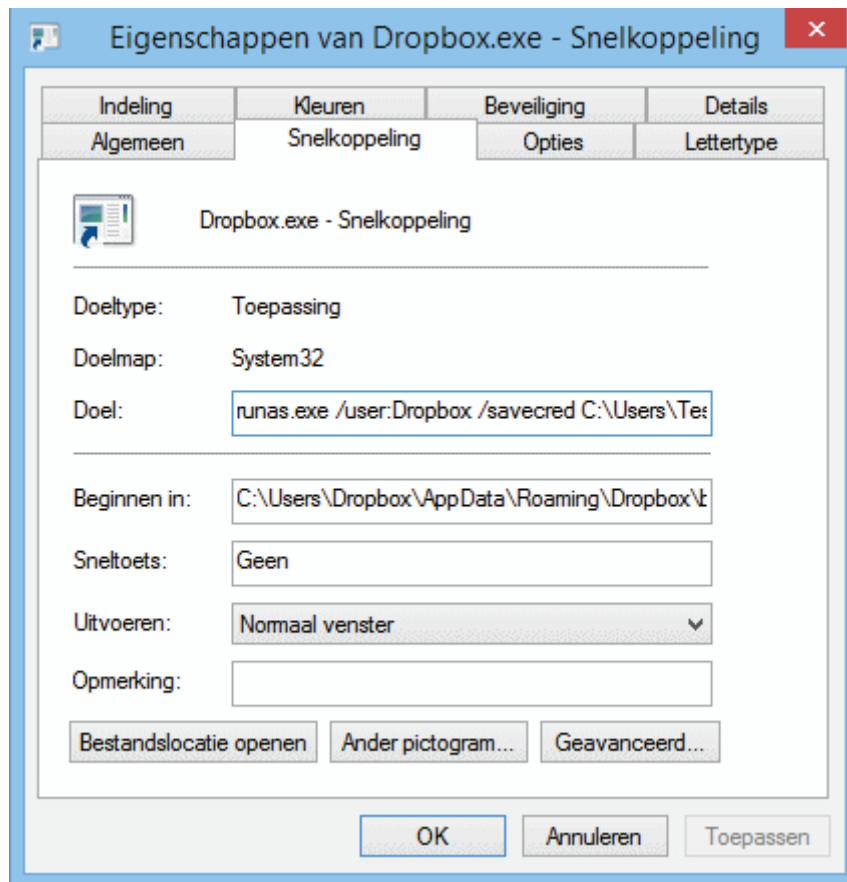 Eigenschappen van Dropbox.exe - Snelkoppeling
Indeling Kleuren Beveiliging Details
Algemeen Snelkoppeling Opties Lettertype
Dropbox.exe - Snelkoppeling
Doeltype: Toepassing
Doelmap: System32
Doel: runas.exe /user:Dropbox /savecred C:\Users\Tes
Beginnen in: C:\Users\Dropbox\AppData\Roaming\Dropbox\b
Sneltoets: Geen
Uitvoeren: Normaal venster
Opmerking:
Bestandslocatie openen Ander pictogram... Geavanceerd...
OK Annuleren Toepassen